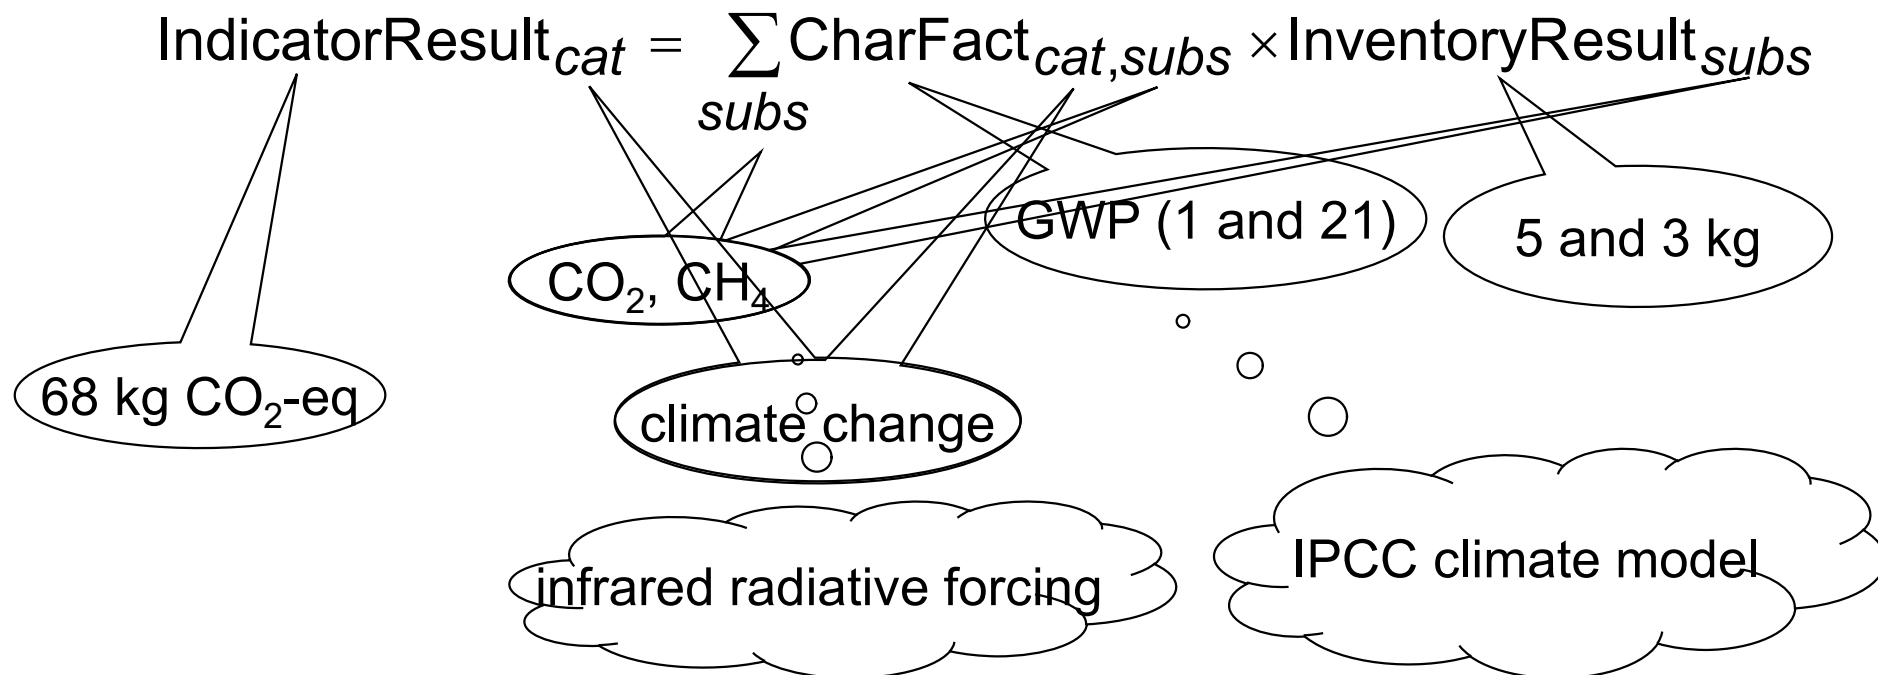 IndicatorResult_cat = ∑ CharFact_cat,subs × InventoryResult_subs
subs
GWP (1 and 21)
5 and 3 kg
CO₂, CH₄
68 kg CO₂-eq
climate change
IPCC climate model
infrared radiative forcing